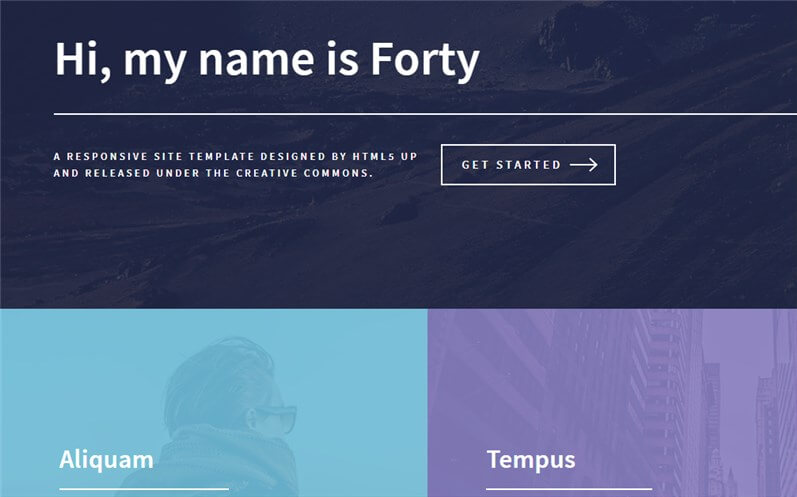 Hi, my name is Forty
A RESPONSIVE SITE TEMPLATE DESIGNED BY HTML5 UP
AND RELEASED UNDER THE CREATIVE COMMONS.
GET STARTED
Aliquam
Tempus